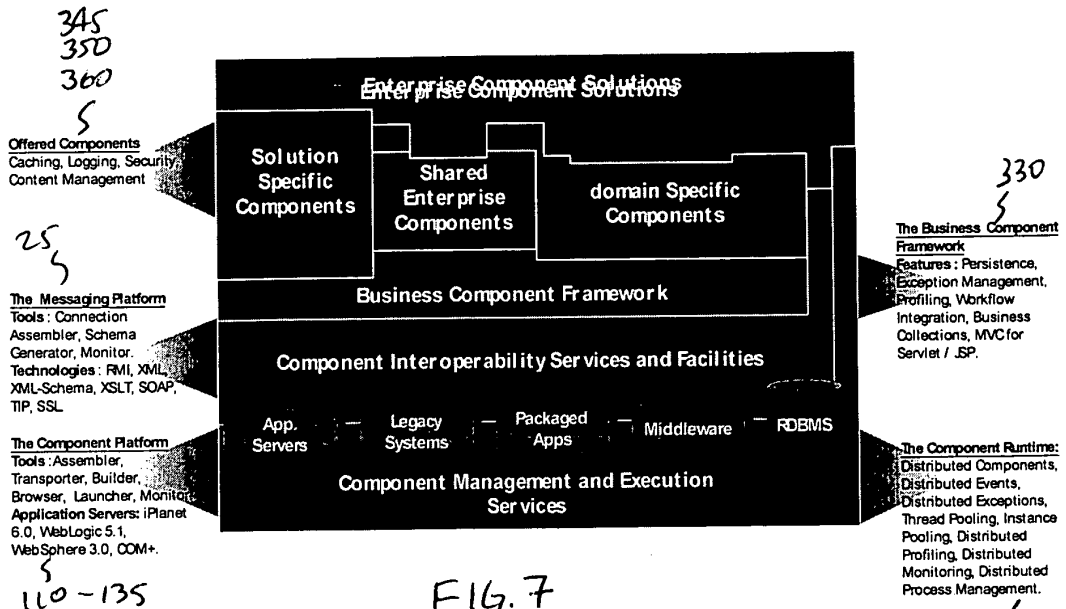 345
350
360
Offered Components
Caching, Logging, Security
Content Management
25
The Messaging Platform
Tools : Connection
Assembler, Schema
Generator, Monitor.
Technologies : RMI, XML,
XML-Schema, XSLT, SOAP,
TIP, SSL.
The Component Platform
Tools :Assembler,
Transporter, Builder,
Browser, Launcher, Monitor
Application Servers: iPlanet
6.0, WebLogic 5.1,
WebSphere 3.0, COM+.
110-135
Enterprise Component Solutions
Enterprise Component Solutions
Solution
Specific
Components
Shared
Enterprise
Components
domain Specific
Components
Business Component Framework
Component Interoperability Services and Facilities
App.
Servers
Legacy
Systems
Packaged
Apps
Middleware
RDBMS
Component Management and Execution
Services
330
The Business Component
Framework
Features : Persistence,
Exception Management,
Profiling, Workflow
Integration, Business
Collections, MVC for
Servlet / JSP.
The Component Runtime:
Distributed Components,
Distributed Events,
Distributed Exceptions,
Thread Pooling, Instance
Pooling, Distributed
Profiling, Distributed
Monitoring, Distributed
Process Management.
FIG. 7